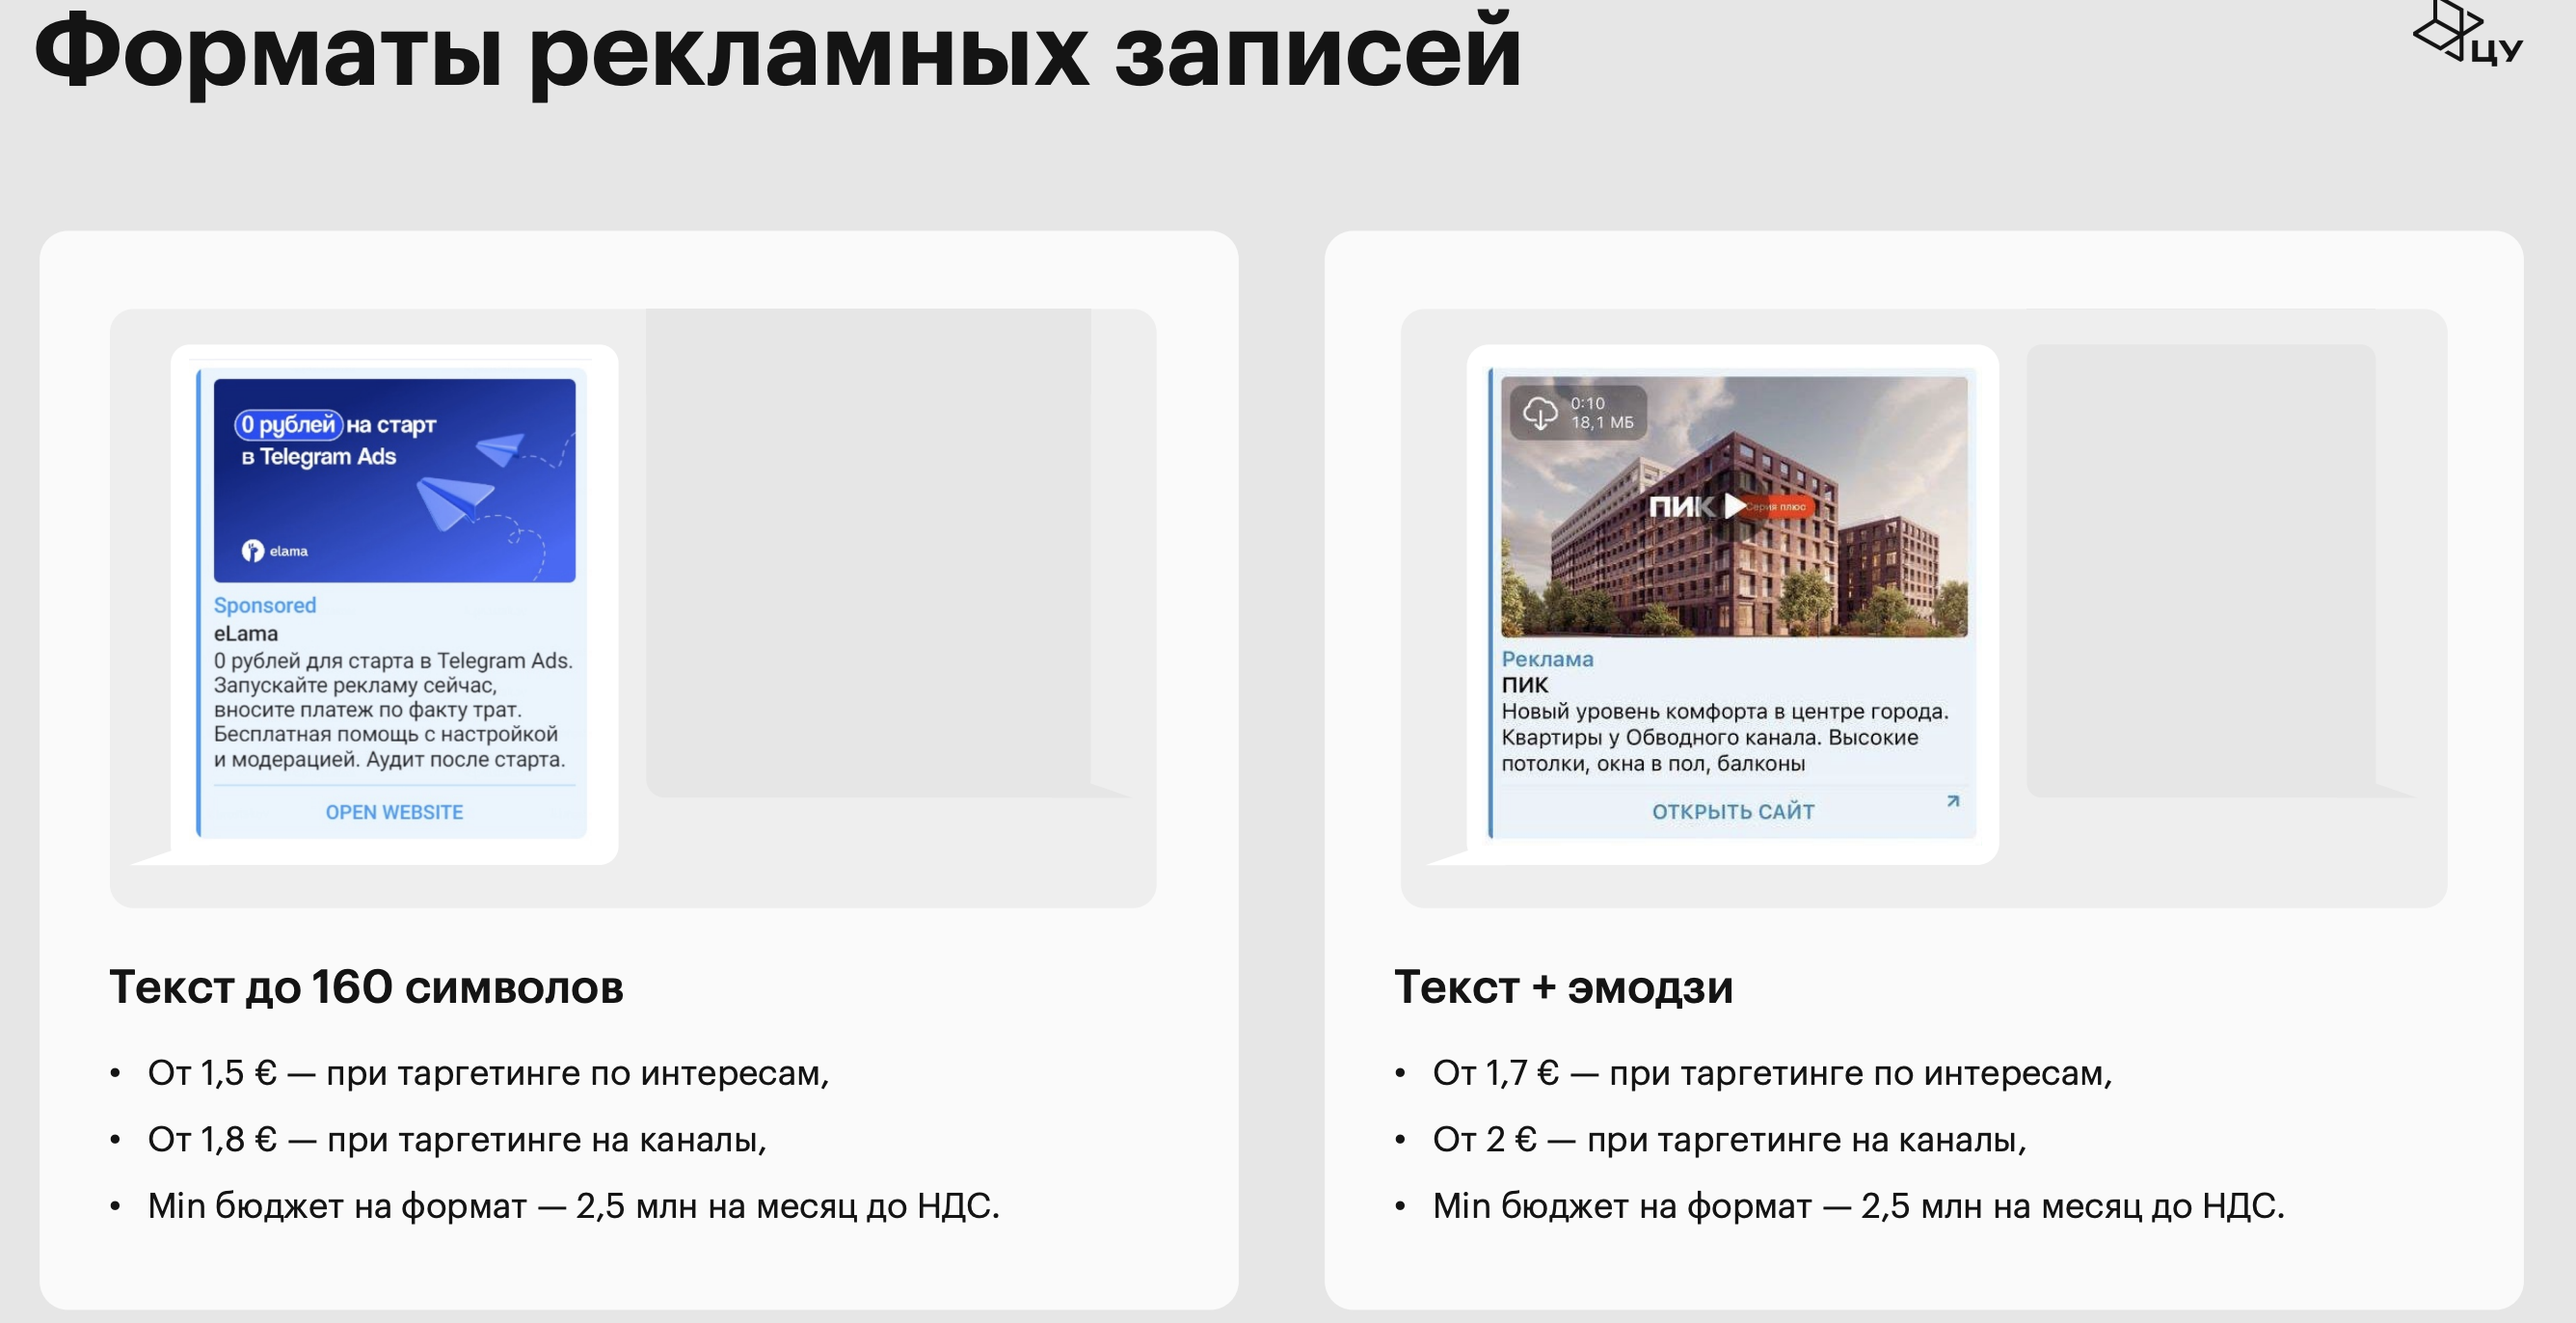 Форматы рекламных записей
ЦУ
0 рублей на старт
в Telegram Ads
elama
Sponsored
eLama
0 рублей для старта в Telegram Ads.
Запускайте рекламу сейчас,
вносите платеж по факту трат.
Бесплатная помощь с настройкой
и модерацией. Аудит после старта.
OPEN WEBSITE
Текст до 160 символов
• От 1,5 € — при таргетинге по интересам,
• От 1,8 € — при таргетинге на каналы,
• Min бюджет на формат — 2,5 млн на месяц до НДС.
0:10
18,1 МБ
ПИК
Серия плюс
Реклама
ПИК
Новый уровень комфорта в центре города.
Квартиры у Обводного канала. Высокие
потолки, окна в пол, балконы
ОТКРЫТЬ САЙТ
Текст + эмодзи
• От 1,7 € — при таргетинге по интересам,
• От 2 € — при таргетинге на каналы,
• Min бюджет на формат — 2,5 млн на месяц до НДС.